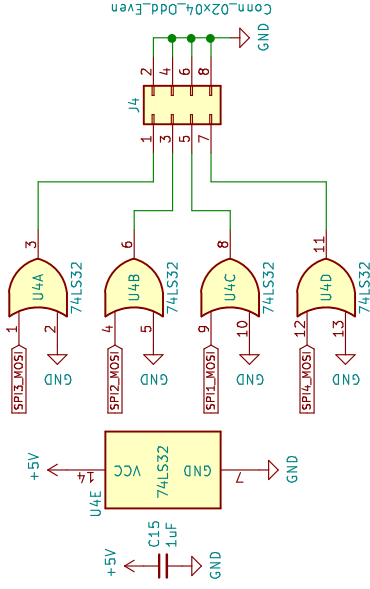 Conn_02x04_Odd_Even
GND
2
4
6
8
J4
1
3
5
7
3
6
8
11
U4A
74LS32
U4B
74LS32
U4C
74LS32
U4D
74LS32
1
2
4
5
9
10
12
13
SPI3_MOSI
GND
SPI2_MOSI
GND
SPI1_MOSI
GND
SPI4_MOSI
GND
+5V
14
VCC
74LS32
GND
7
GND
U4E
+5V
C15
1uF
GND